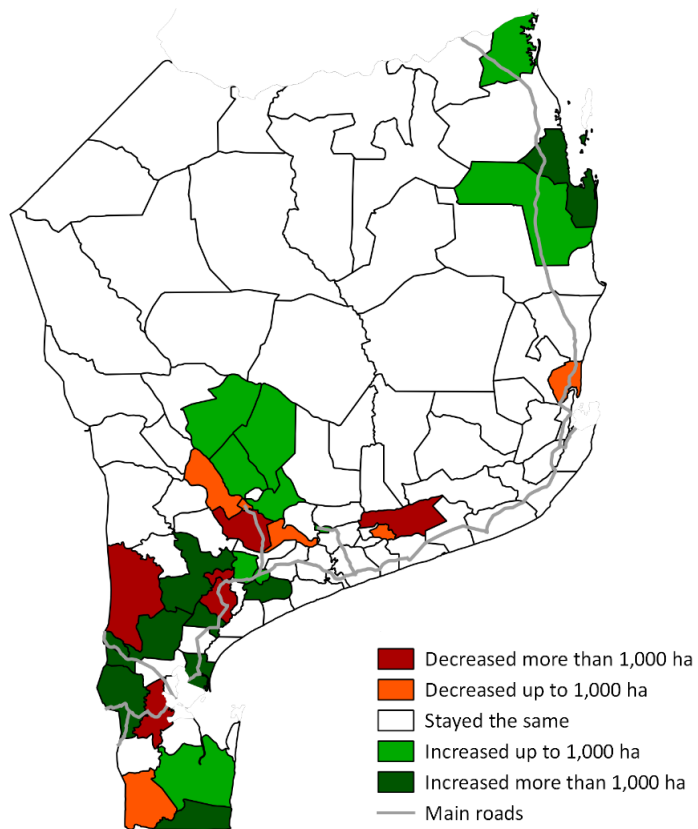 Decreased more than 1,000 ha
Decreased up to 1,000 ha
Stayed the same
Increased up to 1,000 ha
Increased more than 1,000 ha
Main roads